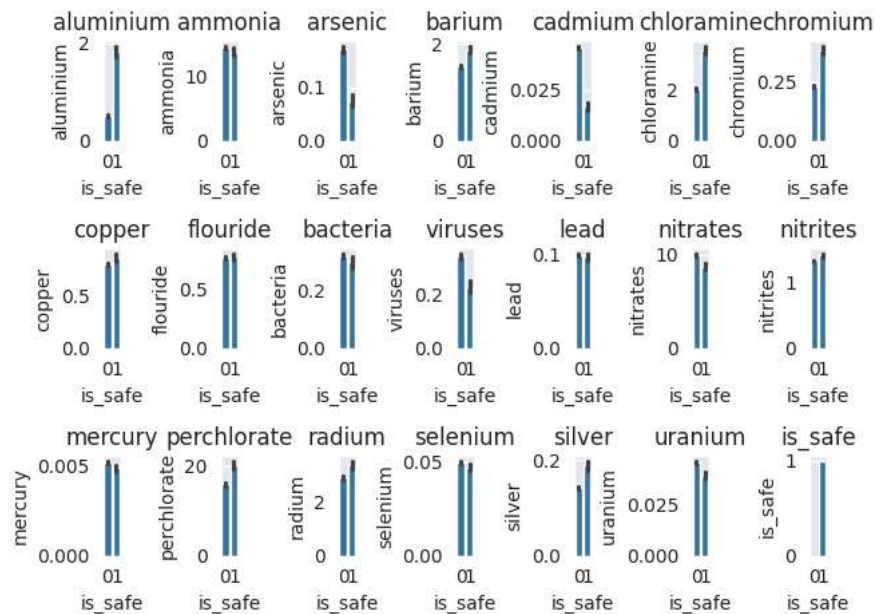 aluminium ammonia arsenic barium cadmium chloramine chromium
2
0
aluminium
01
is_safe
10
0
ammonia
01
is_safe
0.1
0.0
arsenic
01
is_safe
2
0
barium
01
is_safe
0.025
0.000
cadmium
01
is_safe
2
0
chloramine
01
is_safe
0.25
0.00
chromium
01
is_safe
copper flouride bacteria viruses lead nitrates nitrites
0.5
0.0
copper
01
is_safe
0.5
0.0
flouride
01
is_safe
0.2
0.0
bacteria
01
is_safe
0.2
0.0
viruses
01
is_safe
0.1
0.0
lead
01
is_safe
10
0
nitrates
01
is_safe
1
0
nitrites
01
is_safe
mercury perchlorate radium selenium silver uranium is_safe
0.005
0.000
mercury
01
is_safe
20
0
perchlorate
01
is_safe
2
0
radium
01
is_safe
0.05
0.00
selenium
01
is_safe
0.2
0.0
silver
01
is_safe
0.025
0.000
uranium
01
is_safe
1
0
is_safe
01
is_safe